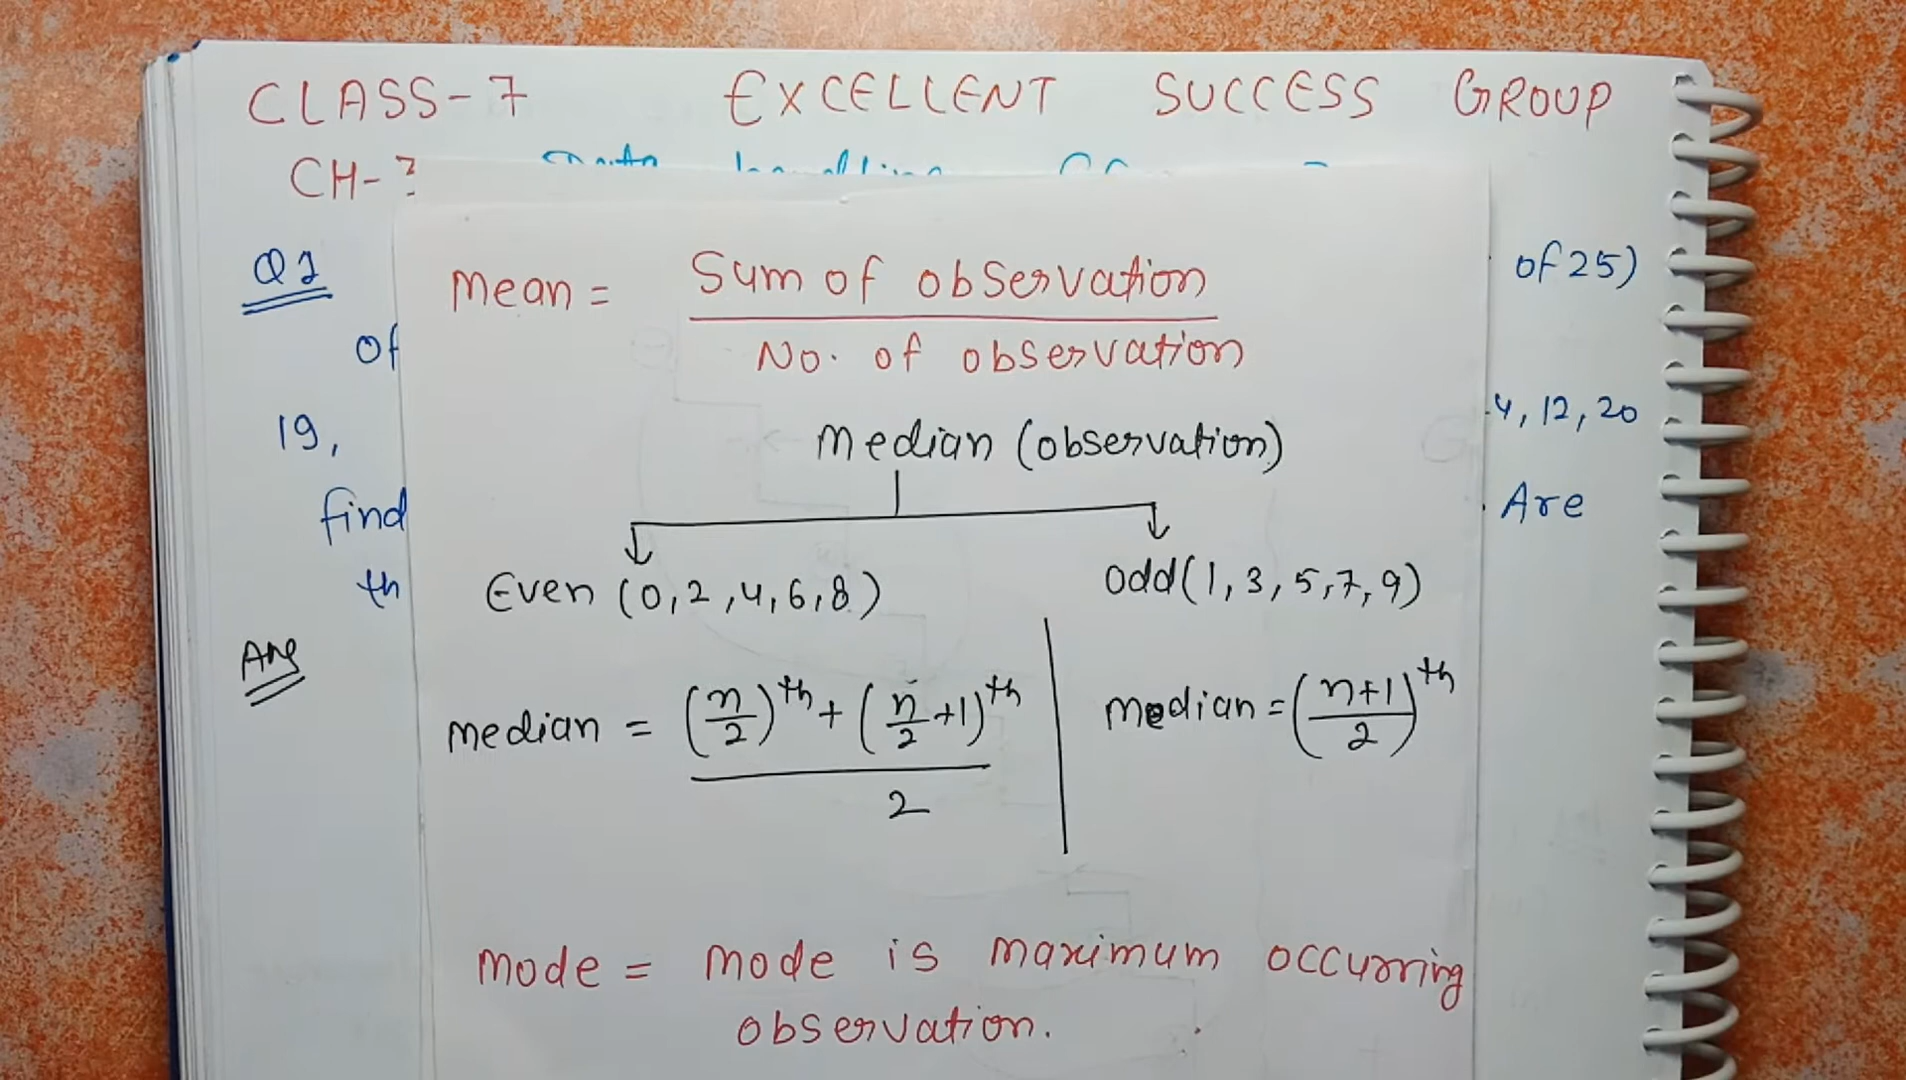 CLASS-7 EXCELLENT SUCCESS GROUP
CH-
Q1 of 25)
of
19, 4, 12, 20
find Are
th
Ans
Mean = Sum of observation
No. of observation
Median (observation)
Even (0,2,4,6,8) odd(1,3,5,7,9)
median = (n/2)th + (n/2+1)th
2
median = (n+1/2)th
Mode = mode is maximum occurring
observation.